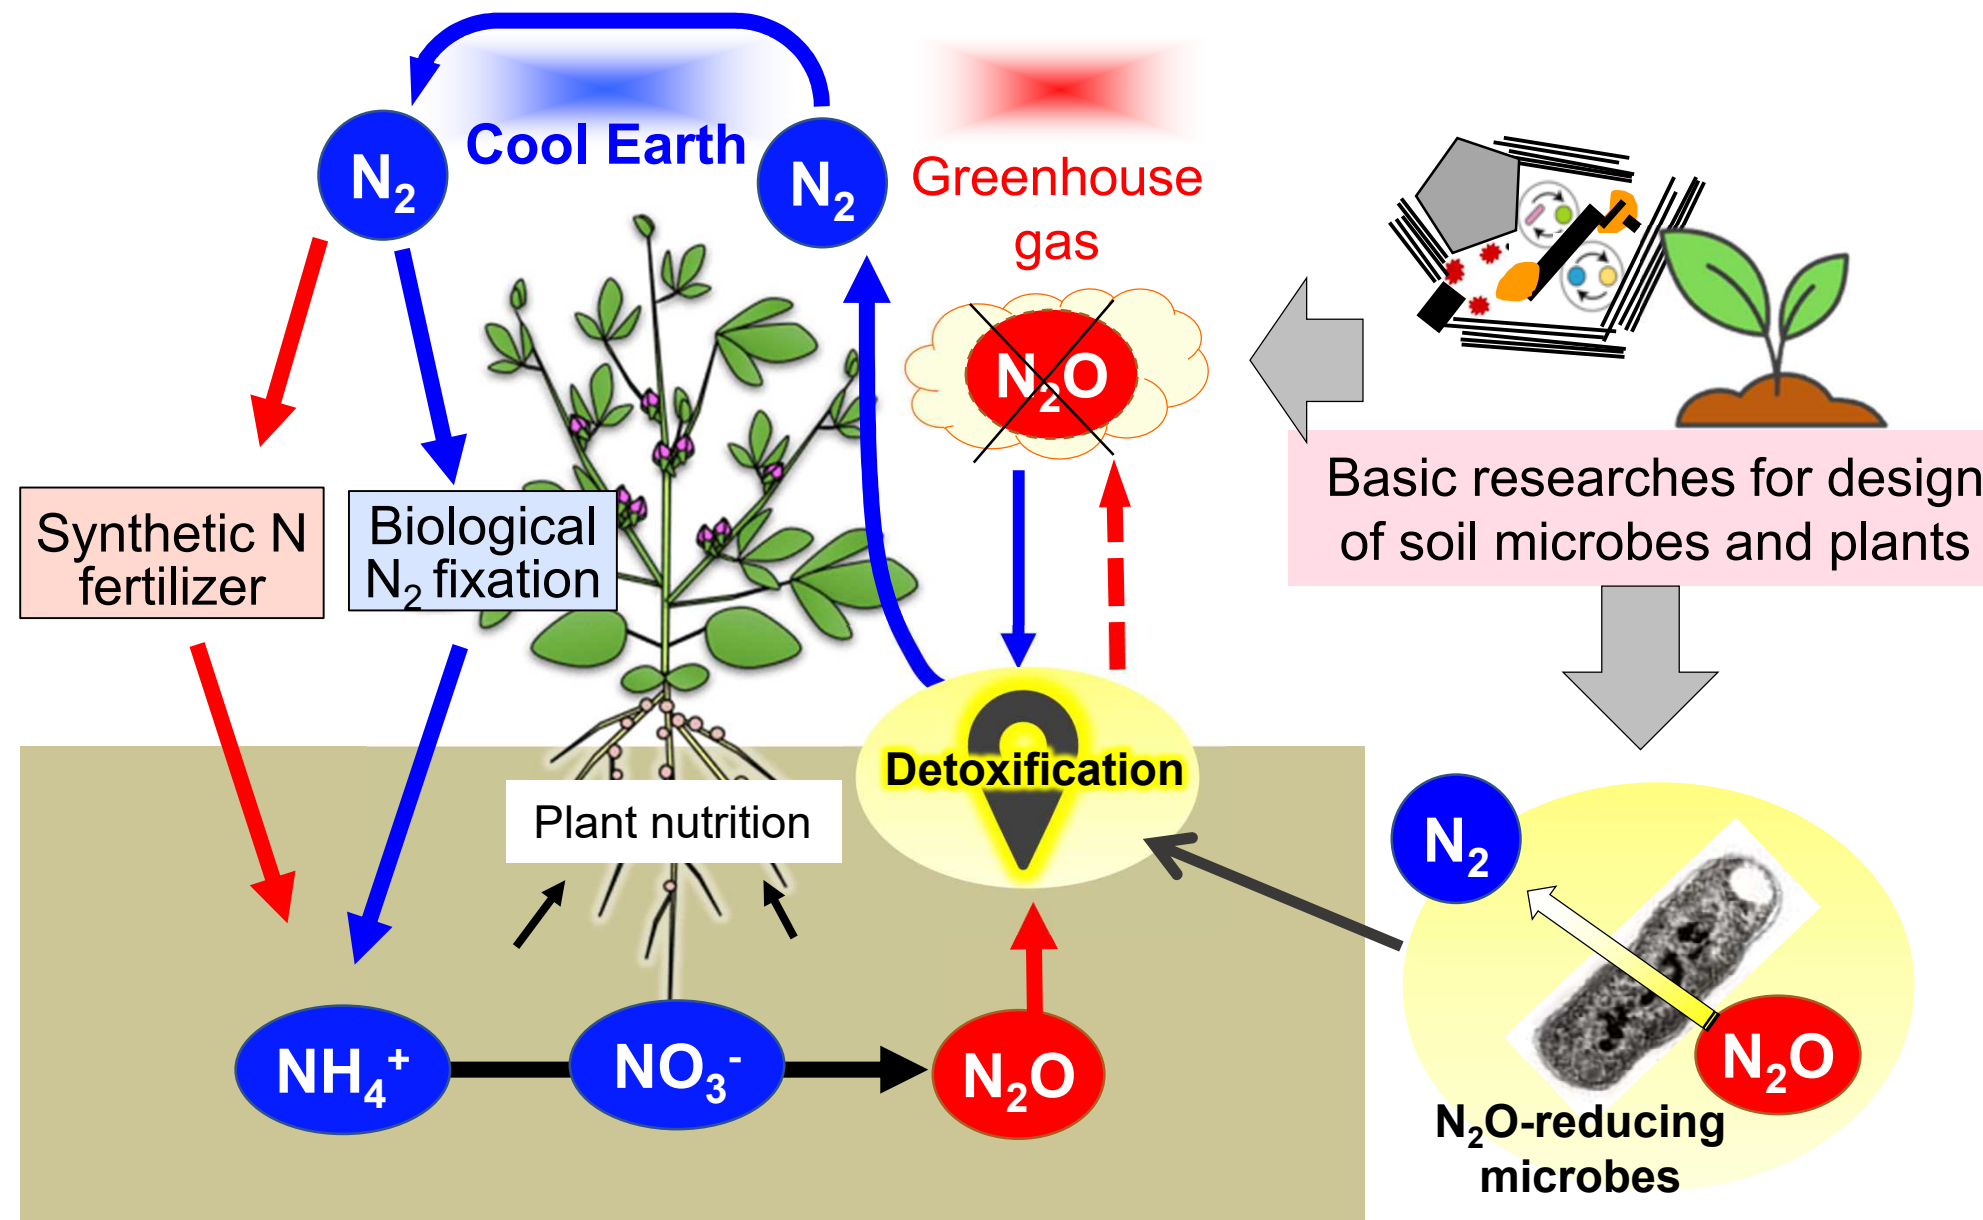 N₂
Cool Earth
N₂
Greenhouse
gas
N₂O
Basic researches for design
of soil microbes and plants
Synthetic N
fertilizer
Biological
N₂ fixation
Plant nutrition
Detoxification
NH₄⁺
NO₃⁻
N₂O
N₂
N₂O
N₂O-reducing
microbes